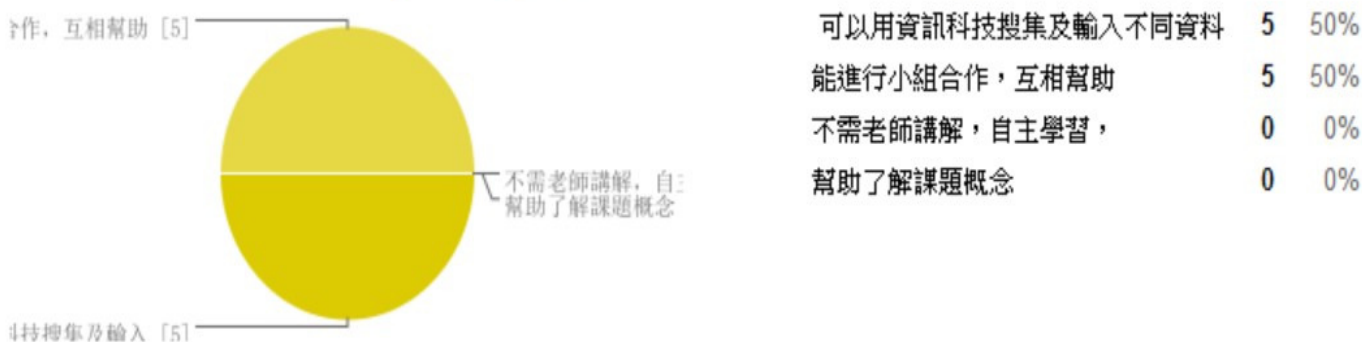 合作，互相幫助 [5]
不需老師講解，自
幫助了解課題概念
科技搜集及輸入 [5]
可以用資訊科技搜集及輸入不同資料 5 50%
能進行小組合作，互相幫助 5 50%
不需老師講解，自主學習， 0 0%
幫助了解課題概念 0 0%